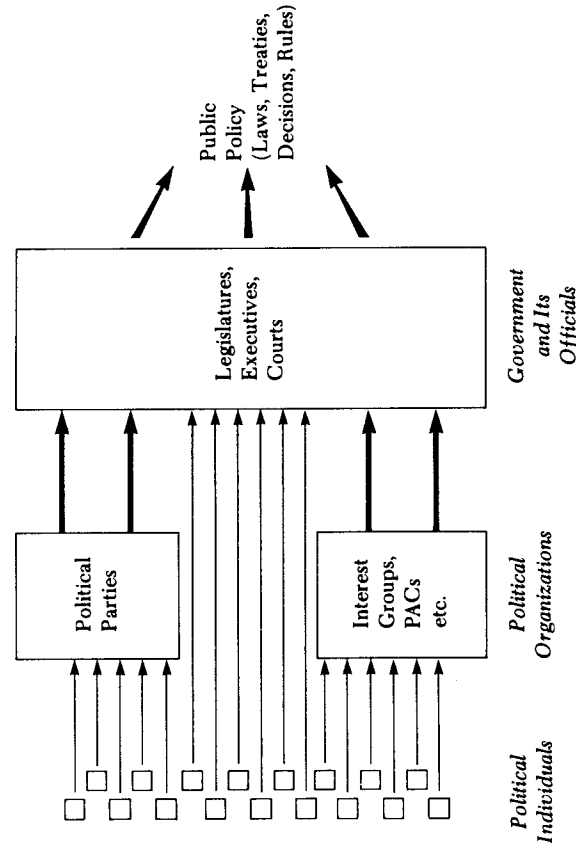 Political
Parties
Interest
Groups,
PACs
etc.
Legislatures,
Executives,
Courts
Public
Policy
(Laws, Treaties,
Decisions, Rules)
Political
Individuals
Political
Organizations
Government
and Its
Officials